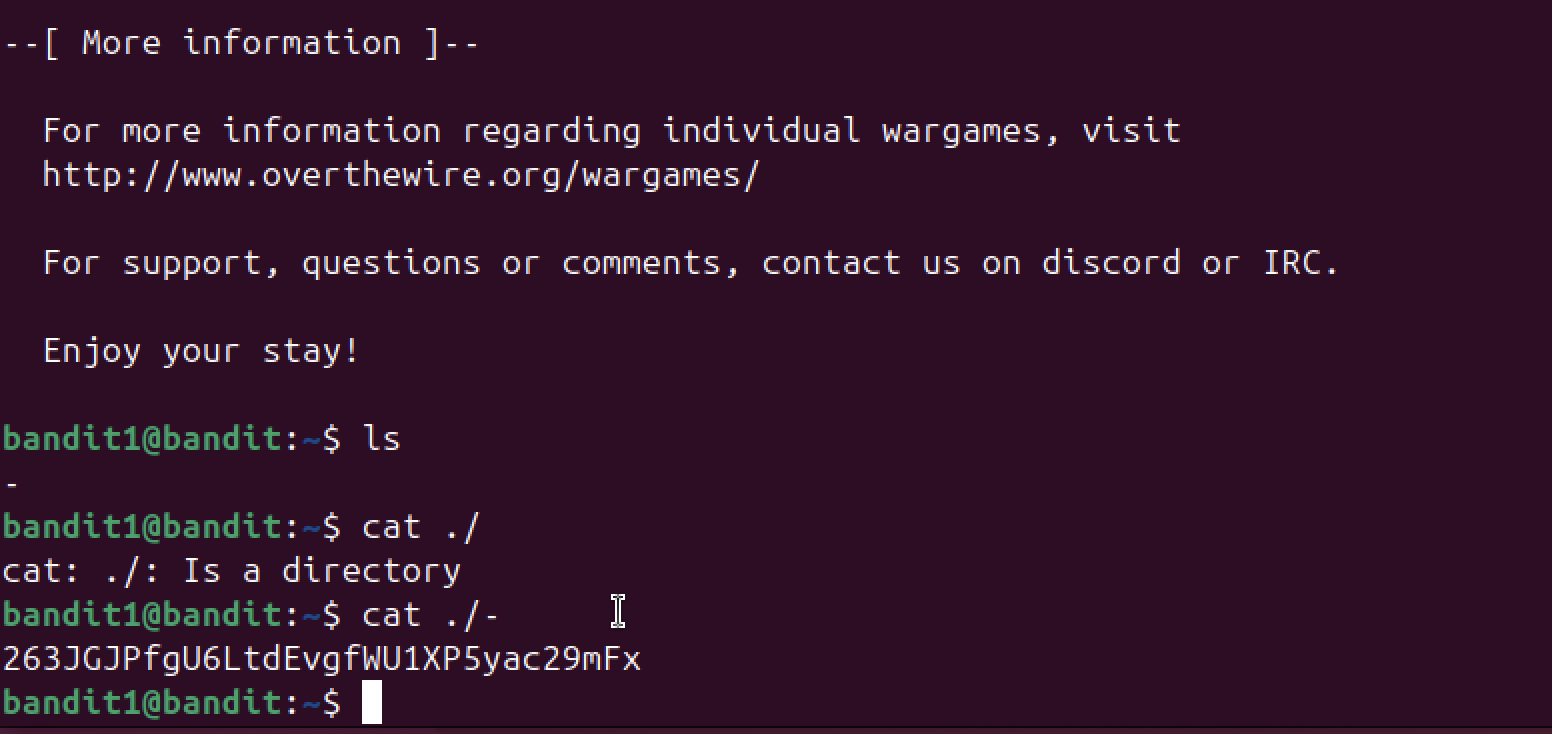 --[ More information ]--
For more information regarding individual wargames, visit
http://www.overthewire.org/wargames/
For support, questions or comments, contact us on discord or IRC.
Enjoy your stay!
bandit1@bandit:~$ ls
-
bandit1@bandit:~$ cat ./
cat: ./: Is a directory
bandit1@bandit:~$ cat ./-
263JGJPfgU6LtdEvgfWU1XP5yac29mFx
bandit1@bandit:~$